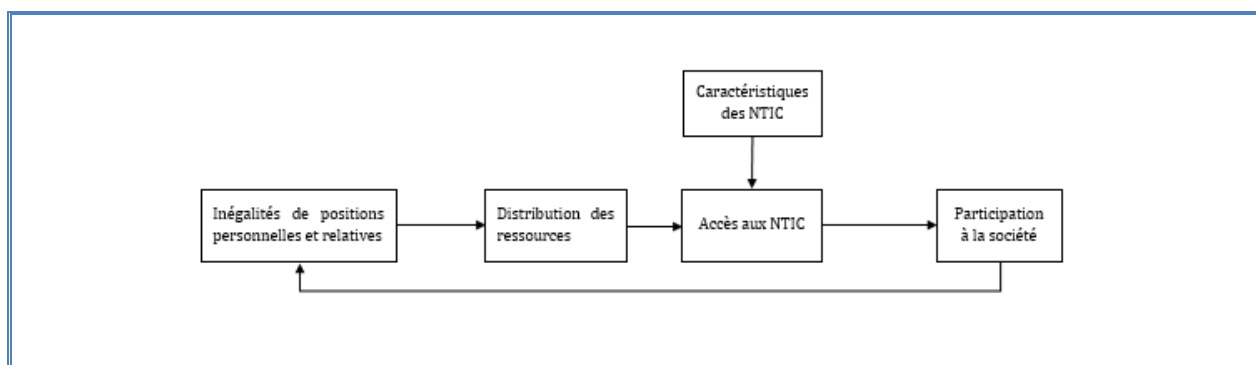 Caractéristiques
des NTIC
Inégalités de positions
personnelles et relatives
Distribution des
ressources
Accès aux NTIC
Participation
à la société